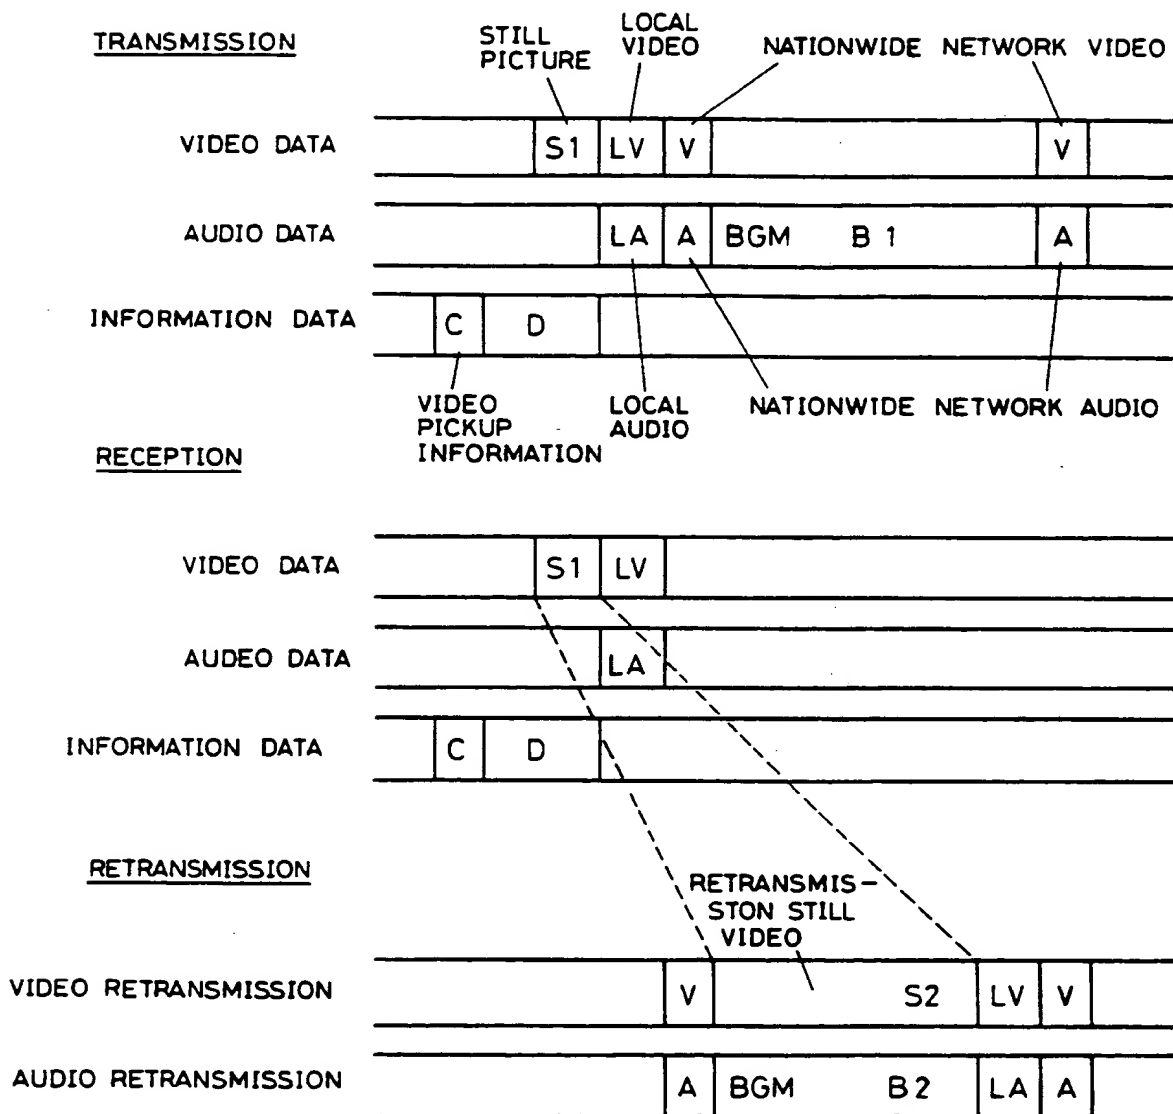 TRANSMISSION
STILL PICTURE
LOCAL VIDEO
NATIONWIDE NETWORK VIDEO
VIDEO DATA
S1 LV V V
AUDIO DATA
LA A BGM B1 A
INFORMATION DATA
C D
VIDEO PICKUP INFORMATION
LOCAL AUDIO
NATIONWIDE NETWORK AUDIO
RECEPTION
VIDEO DATA
S1 LV
AUDEO DATA
LA
INFORMATION DATA
C D
RETRANSMISSION
RETRANSMIS-
STON STILL
VIDEO
VIDEO RETRANSMISSION
V S2 LV V
AUDIO RETRANSMISSION
A BGM B2 LA A